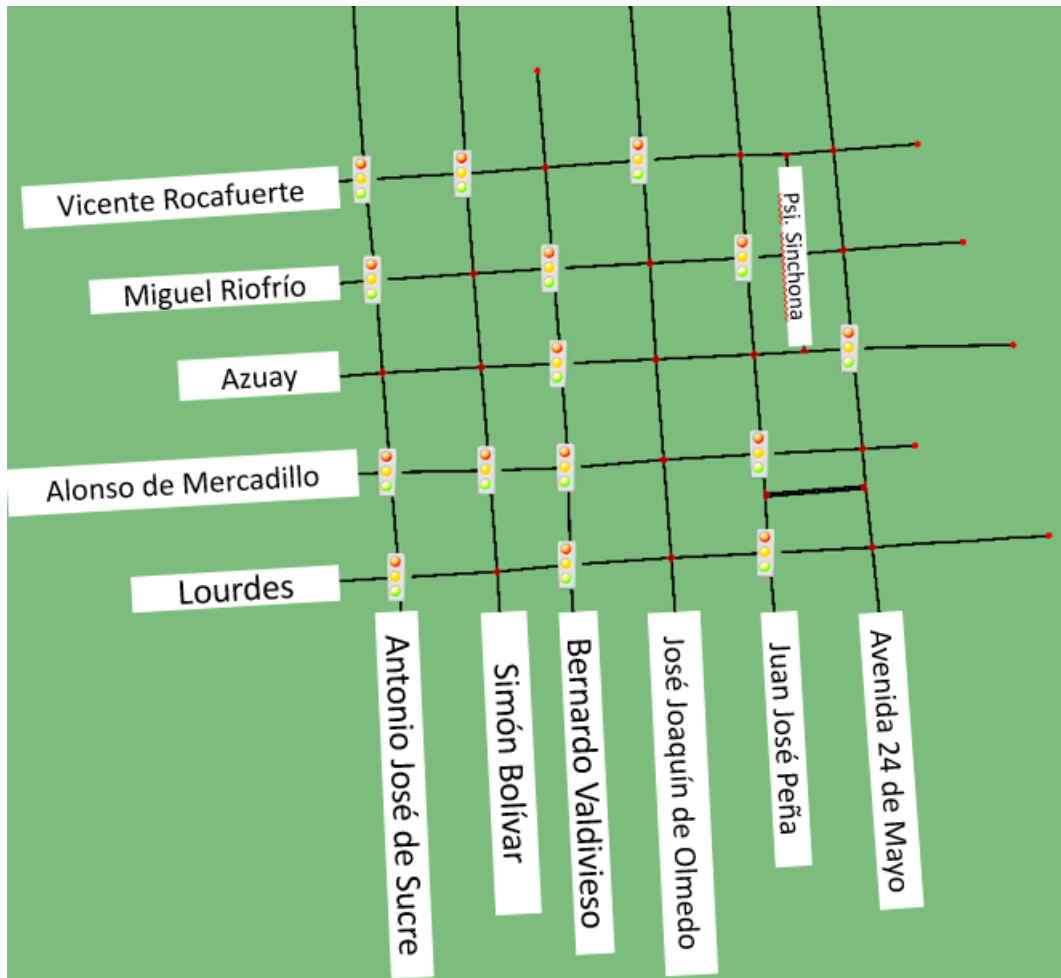 Vicente Rocafuerte
Psi. Sinchona
Miguel Riofrío
Azuay
Alonso de Mercadillo
Lourdes
Antonio José de Sucre
Simón Bolívar
Bernardo Valdivieso
José Joaquín de Olmedo
Juan José Peña
Avenida 24 de Mayo